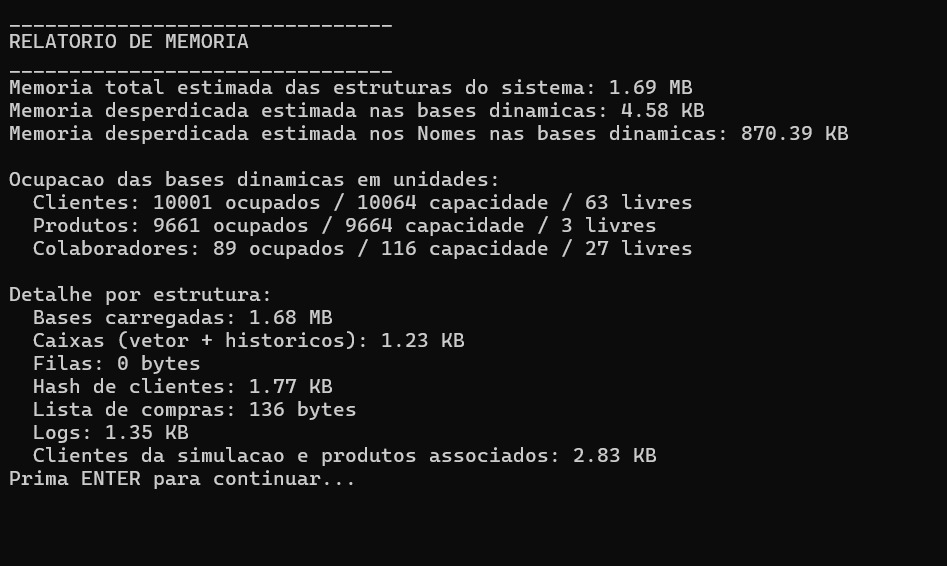 ________________________________
RELATORIO DE MEMORIA
________________________________
Memoria total estimada das estruturas do sistema: 1.69 MB
Memoria desperdicada estimada nas bases dinamicas: 4.58 KB
Memoria desperdicada estimada nos Nomes nas bases dinamicas: 870.39 KB

Ocupacao das bases dinamicas em unidades:
  Clientes: 10001 ocupados / 10064 capacidade / 63 livres
  Produtos: 9661 ocupados / 9664 capacidade / 3 livres
  Colaboradores: 89 ocupados / 116 capacidade / 27 livres

Detalhe por estrutura:
  Bases carregadas: 1.68 MB
  Caixas (vetor + historicos): 1.23 KB
  Filas: 0 bytes
  Hash de clientes: 1.77 KB
  Lista de compras: 136 bytes
  Logs: 1.35 KB
  Clientes da simulacao e produtos associados: 2.83 KB
Prima ENTER para continuar...